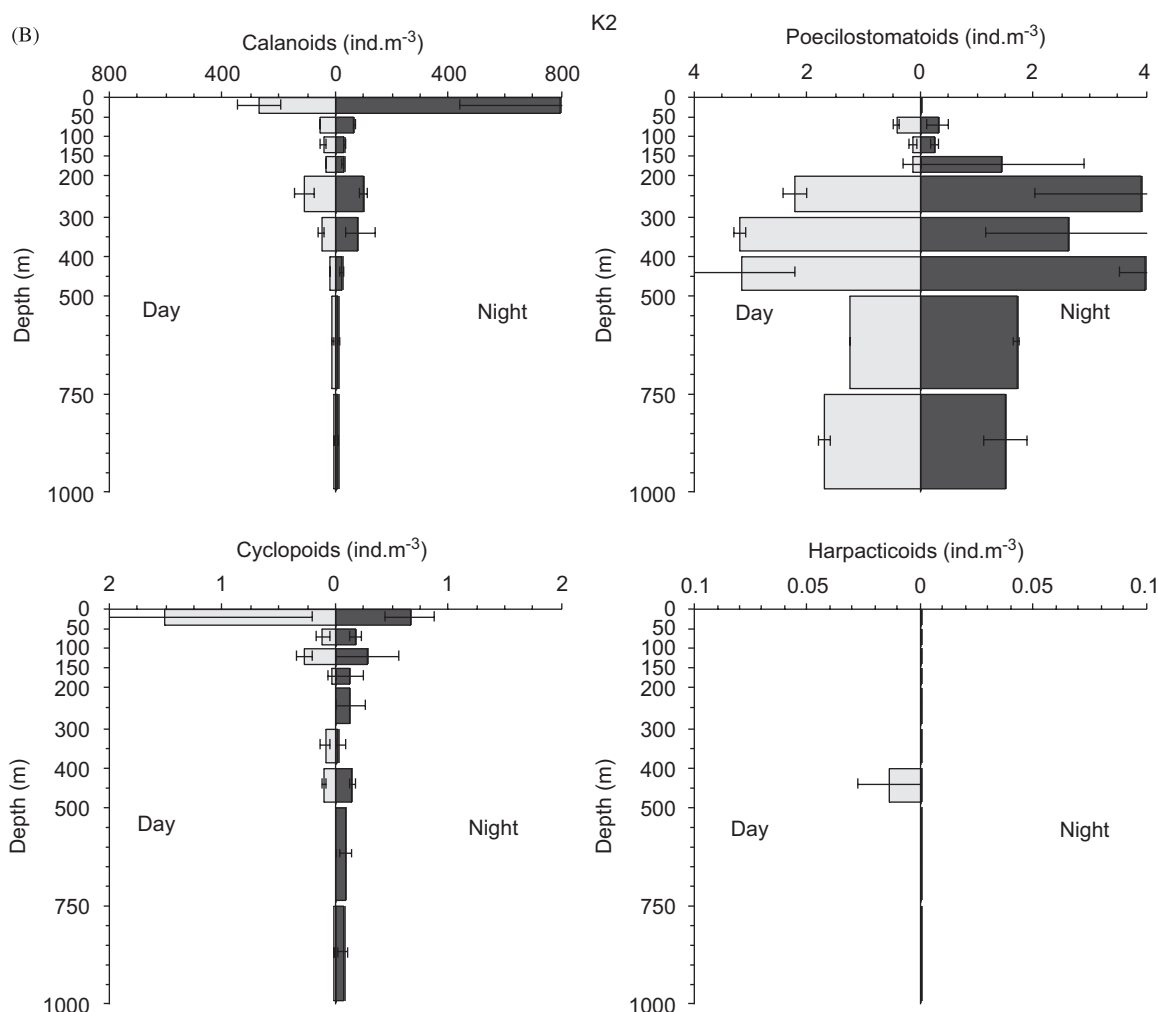 (B)
K2
Calanoids (ind.m-3)
800 400 0 400 800
0
50
100
150
200
300
400
500
750
1000
Depth (m)
Day
Night
Poecilostomatoids (ind.m-3)
4 2 0 2 4
0
50
100
150
200
300
400
500
750
1000
Depth (m)
Day
Night
Cyclopoids (ind.m-3)
2 1 0 1 2
0
50
100
150
200
300
400
500
750
1000
Depth (m)
Day
Night
Harpacticoids (ind.m-3)
0.1 0.05 0 0.05 0.1
0
50
100
150
200
300
400
500
750
1000
Depth (m)
Day
Night